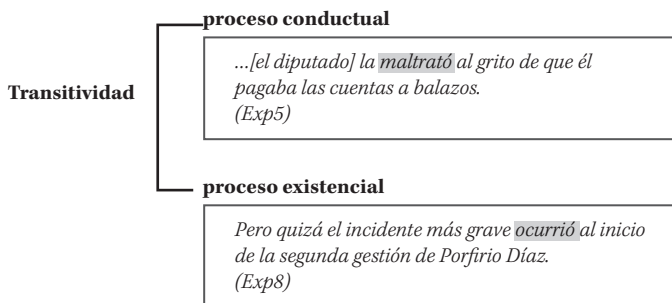 proceso conductual
…[el diputado] la maltrató al grito de que él
pagaba las cuentas a balazos.
(Exp5)
Transitividad
proceso existencial
Pero quizá el incidente más grave ocurrió al inicio
de la segunda gestión de Porfirio Díaz.
(Exp8)